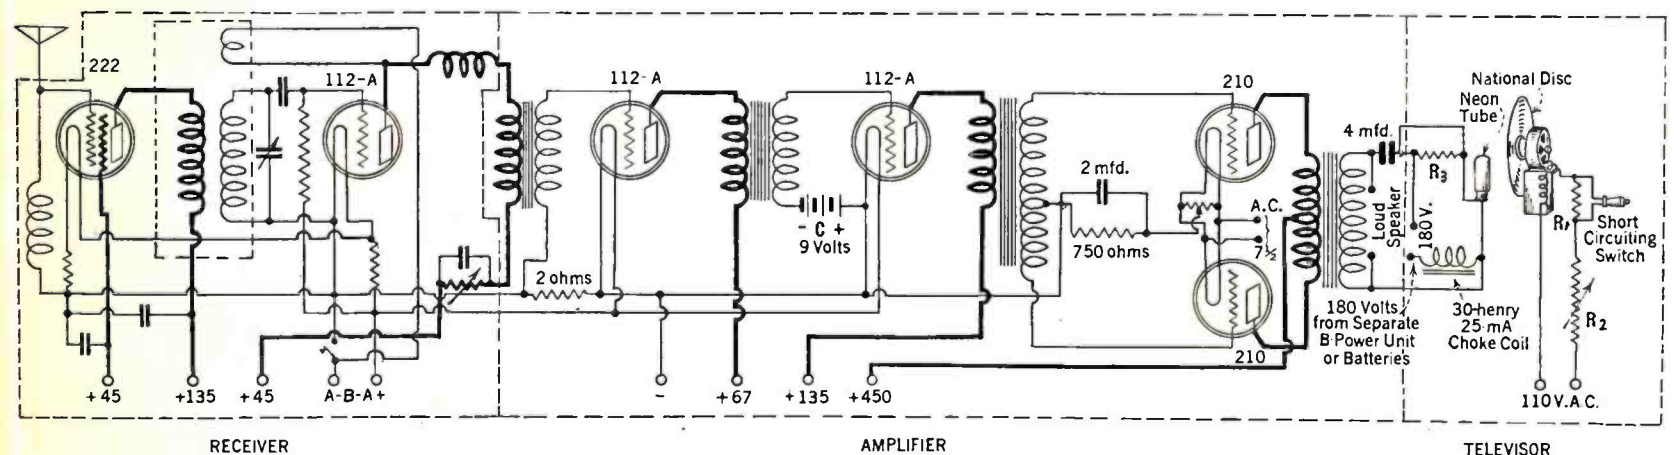 222
112-A
112-A
112-A
210
National Disc
Neon
Tube
4 mfd.
2 mfd.
R3
A.C.
Loud
Speaker
180 V.
R1
Short
Circuiting
Switch
- C +
9 Volts
750 ohms
7½
2 ohms
180 Volts
from Separate
B-Power Unit
or Batteries
30-henry
25 mA
Choke Coil
R2
210
+45
+135
+45
A-B-A+
-
+67
+135
+450
110 V. A.C.
RECEIVER
AMPLIFIER
TELEVISOR